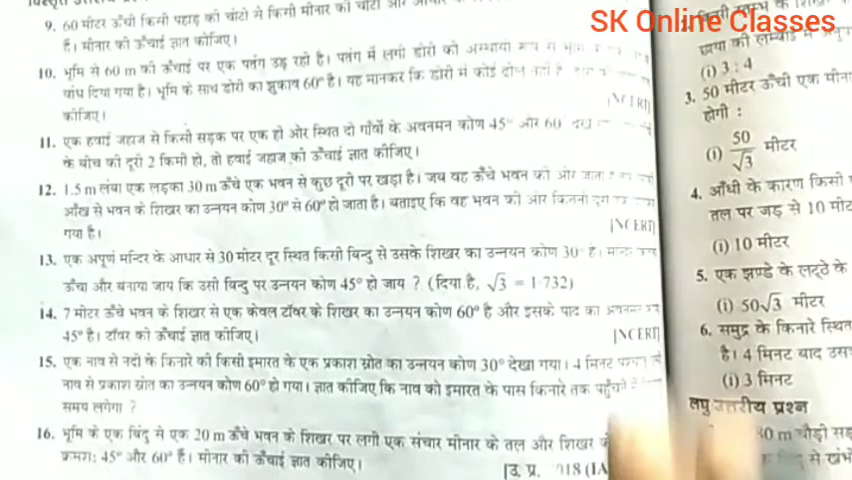 SK Online Classes
9. 60 मीटर ऊँची किसी पहाड़ की चोटी से किसी मीनार की चोटी और
हैं। मीनार की ऊँचाई ज्ञात कीजिए।
10. भूमि से 60 m की ऊँचाई पर एक पतंग उड़ रही है। पतंग में लगी डोरी को अस्थायी रूप से भूमि
बांध दिया गया है। भूमि के साथ डोरी का झुकाव 60° है। यह मानकर कि डोरी में कोई ढील नहीं है
कीजिए।
[NCERT]
11. एक हवाई जहाज से किसी सड़क पर एक ही ओर स्थित दो गाँवों के अवनमन कोण 45° और 60°
के बीच की दूरी 2 किमी हो, तो हवाई जहाज की ऊँचाई ज्ञात कीजिए।
12. 1.5 m लंबा एक लड़का 30 m ऊँचे एक भवन से कुछ दूरी पर खड़ा है। जब वह ऊँचे भवन की ओर जाता है
आँख से भवन के शिखर का उन्नयन कोण 30° से 60° हो जाता है। बताइए कि वह भवन की ओर कितनी दूरी
गया है।
[NCERT]
13. एक अपूर्ण मन्दिर के आधार से 30 मीटर दूर स्थित किसी बिन्दु से उसके शिखर का उन्नयन कोण 30° है।
ऊँचा और बनाया जाय कि उसी बिन्दु पर उन्नयन कोण 45° हो जाय ? (दिया है, √3 = 1·732)
14. 7 मीटर ऊँचे भवन के शिखर से एक केबल टॉवर के शिखर का उन्नयन कोण 60° है और इसके पाद का अवनमन
45° है। टॉवर की ऊँचाई ज्ञात कीजिए।
[NCERT]
15. एक नाव से नदी के किनारे की किसी इमारत के एक प्रकाश स्रोत का उन्नयन कोण 30° देखा गया। 4 मिनट
नाव से प्रकाश स्रोत का उन्नयन कोण 60° हो गया। ज्ञात कीजिए कि नाव को इमारत के पास किनारे तक पहुँचने
समय लगेगा ?
16. भूमि के एक बिंदु से एक 20 m ऊँचे भवन के शिखर पर लगी एक संचार मीनार के तल और शिखर
क्रमशः 45° और 60° हैं। मीनार की ऊँचाई ज्ञात कीजिए।
[उ. प्र.
छाया की लम्बाई में
(i) 3 : 4
3. 50 मीटर ऊँची एक
होगी :
(i) 50/√3 मीटर
4. आँधी के कारण किसी
तल पर जड़ से 10
(i) 10 मीटर
5. एक झण्डे के लट्ठे के
(i) 50√3 मीटर
6. समुद्र के किनारे स्थित
है। 4 मिनट बाद
(i) 3 मिनट
लघु उत्तरीय प्रश्न
m चौड़ी